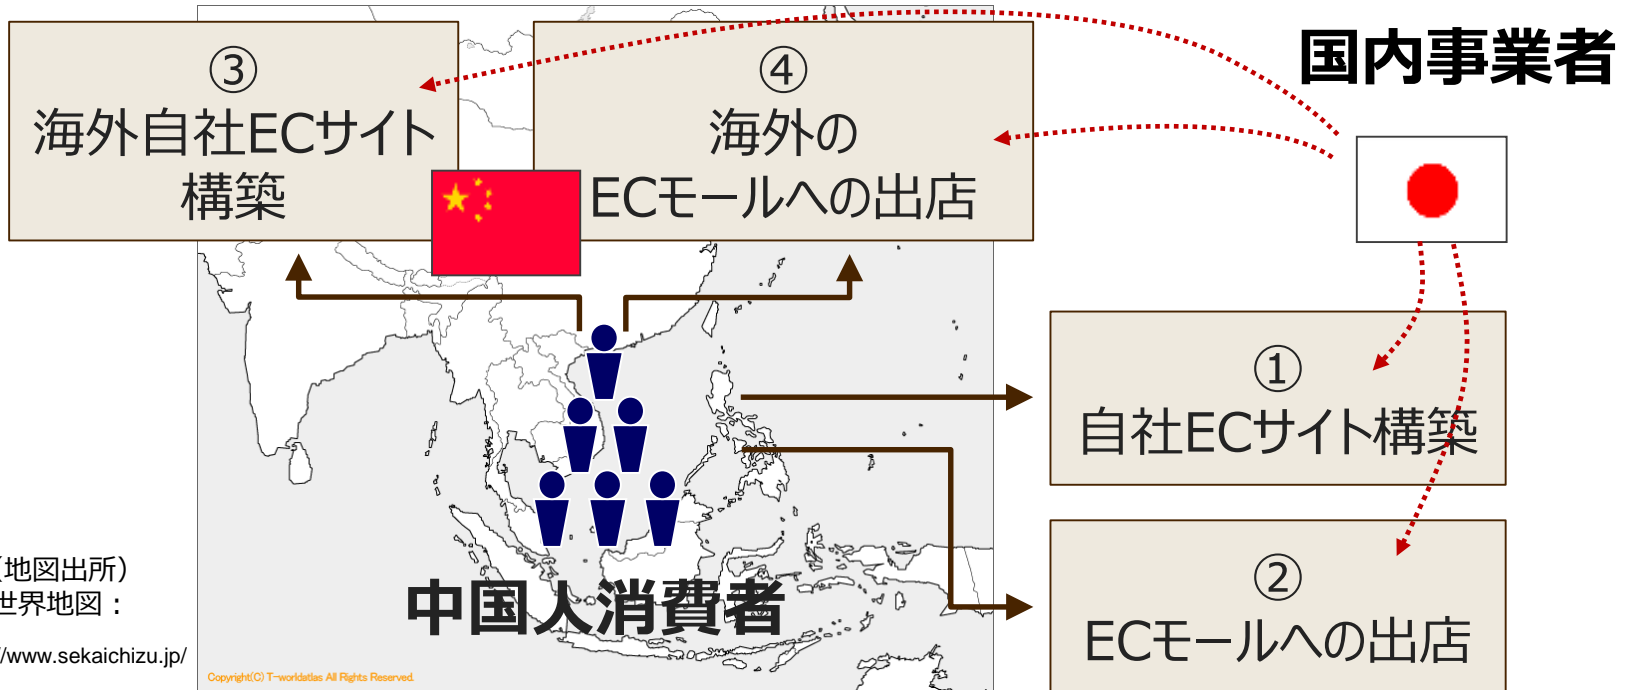 国内事業者
③
海外自社ECサイト
構築
④
海外の
ECモールへの出店
①
自社ECサイト構築
②
ECモールへの出店
中国人消費者
(地図出所)
世界地図：
/www.sekaichizu.jp/
Copyright(C) T-worldatlas All Rights Reserved.